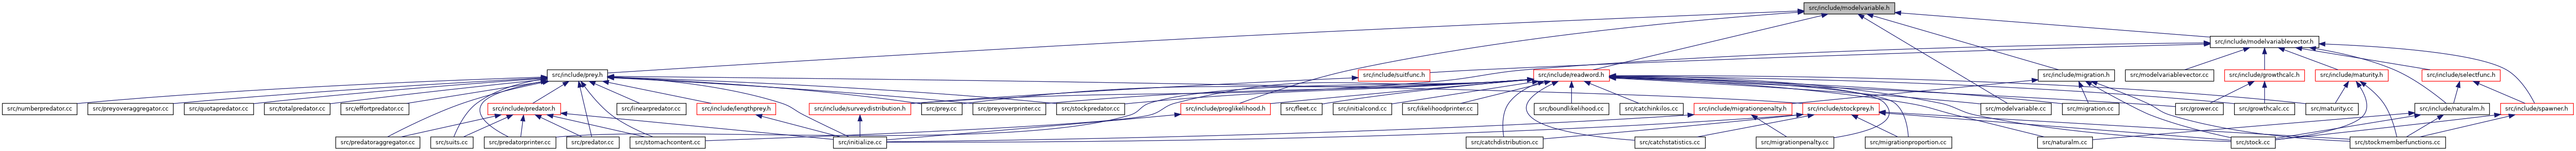 src/include/modelvariable.h
src/include/modelvariablevector.h
src/include/prey.h
src/include/suitfunc.h
src/include/readword.h
src/include/migration.h
src/modelvariablevector.cc
src/include/growthcalc.h
src/include/maturity.h
src/include/selectfunc.h
src/numberpredator.cc
src/preyoveraggregator.cc
src/quotapredator.cc
src/totalpredator.cc
src/effortpredator.cc
src/include/predator.h
src/linearpredator.cc
src/include/lengthprey.h
src/include/surveydistribution.h
src/prey.cc
src/preyoverprinter.cc
src/stockpredator.cc
src/include/proglikelihood.h
src/fleet.cc
src/initialcond.cc
src/likelihoodprinter.cc
src/boundlikelihood.cc
src/catchinkilos.cc
src/include/migrationpenalty.h
src/include/stockprey.h
src/modelvariable.cc
src/migration.cc
src/grower.cc
src/growthcalc.cc
src/maturity.cc
src/include/naturalm.h
src/include/spawner.h
src/predatoraggregator.cc
src/suits.cc
src/predatorprinter.cc
src/predator.cc
src/stomachcontent.cc
src/initialize.cc
src/catchdistribution.cc
src/catchstatistics.cc
src/migrationpenalty.cc
src/migrationproportion.cc
src/naturalm.cc
src/stock.cc
src/stockmemberfunctions.cc